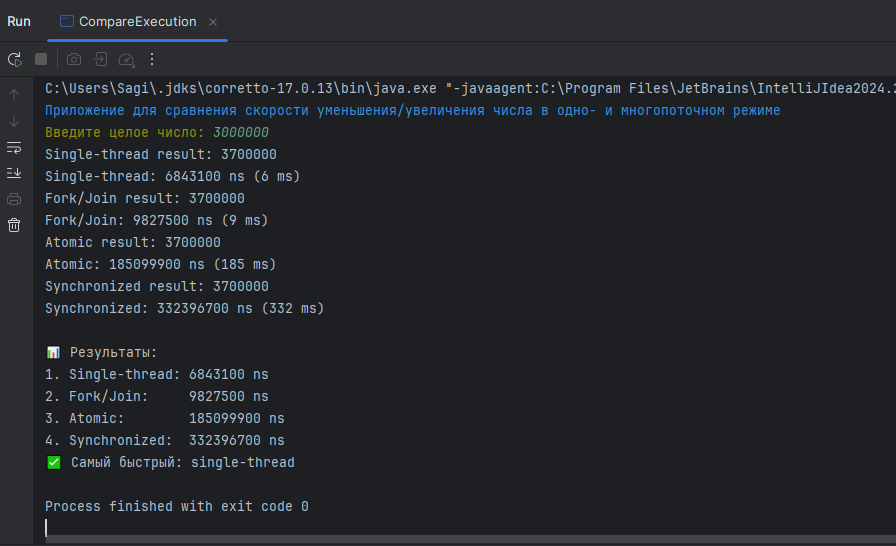 Run CompareExecution
C:\Users\Sagi\.jdks\corretto-17.0.13\bin\java.exe "-javaagent:C:\Program Files\JetBrains\IntelliJIdea2024.2
Приложение для сравнения скорости уменьшения/увеличения числа в одно- и многопоточном режиме
Введите целое число: 3000000
Single-thread result: 3700000
Single-thread: 6843100 ns (6 ms)
Fork/Join result: 3700000
Fork/Join: 9827500 ns (9 ms)
Atomic result: 3700000
Atomic: 185099900 ns (185 ms)
Synchronized result: 3700000
Synchronized: 332396700 ns (332 ms)
📊 Результаты:
1. Single-thread: 6843100 ns
2. Fork/Join: 9827500 ns
3. Atomic: 185099900 ns
4. Synchronized: 332396700 ns
✅ Самый быстрый: single-thread
Process finished with exit code 0